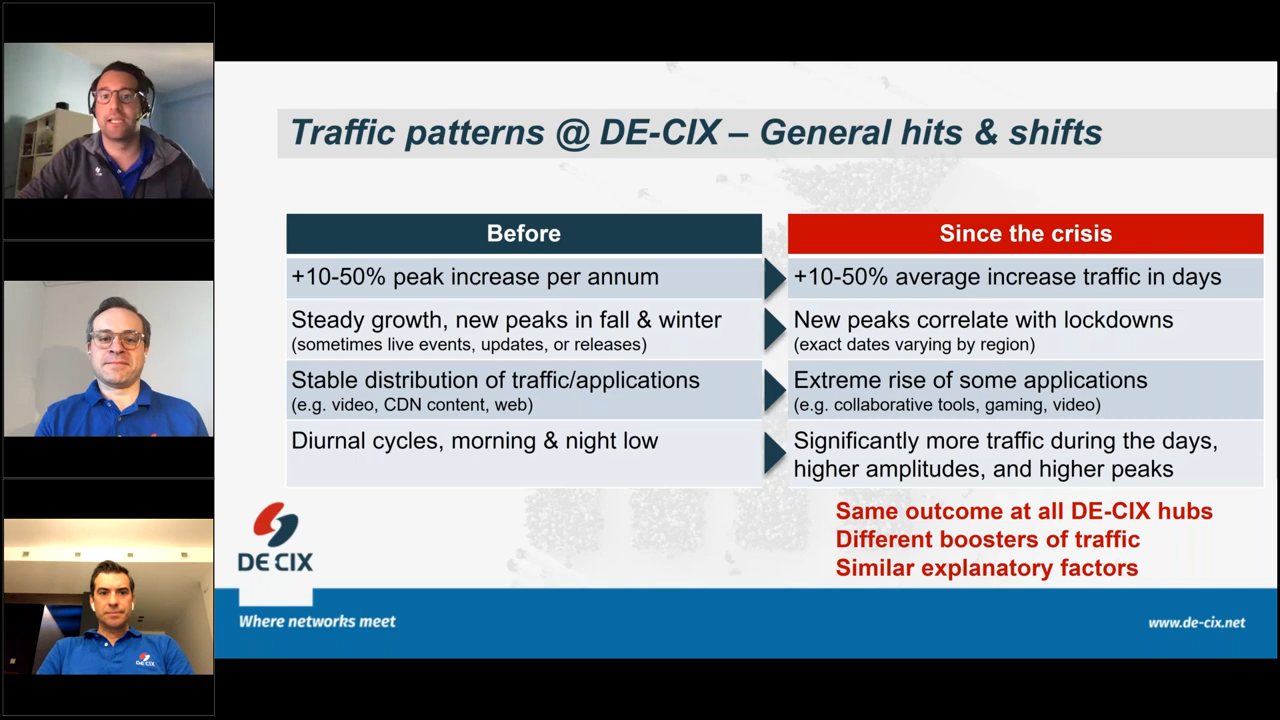 Traffic patterns @ DE-CIX – General hits & shifts
Before
Since the crisis
+10-50% peak increase per annum
+10-50% average increase traffic in days
Steady growth, new peaks in fall & winter
(sometimes live events, updates, or releases)
New peaks correlate with lockdowns
(exact dates varying by region)
Stable distribution of traffic/applications
(e.g. video, CDN content, web)
Extreme rise of some applications
(e.g. collaborative tools, gaming, video)
Diurnal cycles, morning & night low
Significantly more traffic during the days,
higher amplitudes, and higher peaks
Same outcome at all DE-CIX hubs
Different boosters of traffic
Similar explanatory factors
DE CIX
Where networks meet
www.de-cix.net
DE CIX